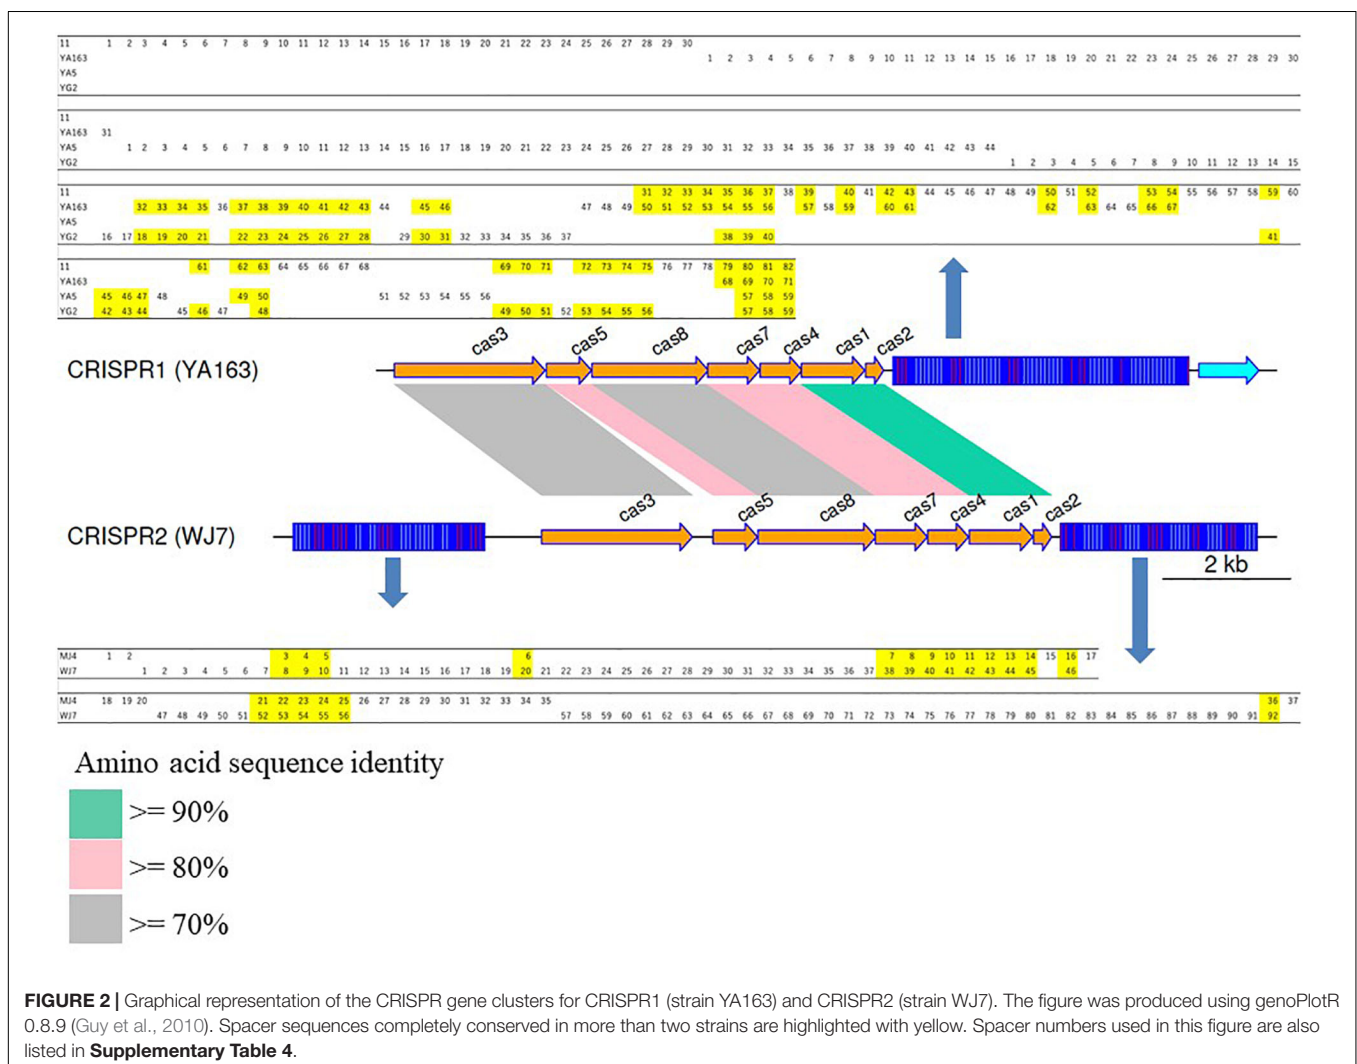 11 1 2 3 4 5 6 7 8 9 10 11 12 13 14 15 16 17 18 19 20 21 22 23 24 25 26 27 28 29 30
YA163 1 2 3 4 5 6 7 8 9 10 11 12 13 14 15 16 17 18 19 20 21 22 23 24 25 26 27 28 29 30
YA5
YG2
11
YA163 31
YA5 1 2 3 4 5 6 7 8 9 10 11 12 13 14 15 16 17 18 19 20 21 22 23 24 25 26 27 28 29 30 31 32 33 34 35 36 37 38 39 40 41 42 43 44
YG2 1 2 3 4 5 6 7 8 9 10 11 12 13 14 15
11 31 32 33 34 35 36 37 38 39 40 41 42 43 44 45 46 47 48 49 50 51 52 53 54 55 56 57 58 59 60
YA163 32 33 34 35 36 37 38 39 40 41 42 43 44 45 46 47 48 49 50 51 52 53 54 55 56 57 58 59 60 61 62 63 64 65 66 67
YA5
YG2 16 17 18 19 20 21 22 23 24 25 26 27 28 29 30 31 32 33 34 35 36 37 38 39 40 41
11 61 62 63 64 65 66 67 68 69 70 71 72 73 74 75 76 77 78 79 80 81 82
YA163 68 69 70 71
YA5 45 46 47 48 49 50 51 52 53 54 55 56 57 58 59
YG2 42 43 44 45 46 47 48 49 50 51 52 53 54 55 56 57 58 59
cas3 cas5 cas8 cas7 cas4 cas1 cas2
CRISPR1 (YA163)
cas3 cas5 cas8 cas7 cas4 cas1 cas2
CRISPR2 (WJ7)
2 kb
MJ4 1 2 3 4 5 6 7 8 9 10 11 12 13 14 15 16 17
WJ7 1 2 3 4 5 6 7 8 9 10 11 12 13 14 15 16 17 18 19 20 21 22 23 24 25 26 27 28 29 30 31 32 33 34 35 36 37 38 39 40 41 42 43 44 45 46
MJ4 18 19 20 21 22 23 24 25 26 27 28 29 30 31 32 33 34 35 36 37
WJ7 47 48 49 50 51 52 53 54 55 56 57 58 59 60 61 62 63 64 65 66 67 68 69 70 71 72 73 74 75 76 77 78 79 80 81 82 83 84 85 86 87 88 89 90 91 92
Amino acid sequence identity
>= 90%
>= 80%
>= 70%
FIGURE 2 | Graphical representation of the CRISPR gene clusters for CRISPR1 (strain YA163) and CRISPR2 (strain WJ7). The figure was produced using genoPlotR
0.8.9 (Guy et al., 2010). Spacer sequences completely conserved in more than two strains are highlighted with yellow. Spacer numbers used in this figure are also
listed in Supplementary Table 4.